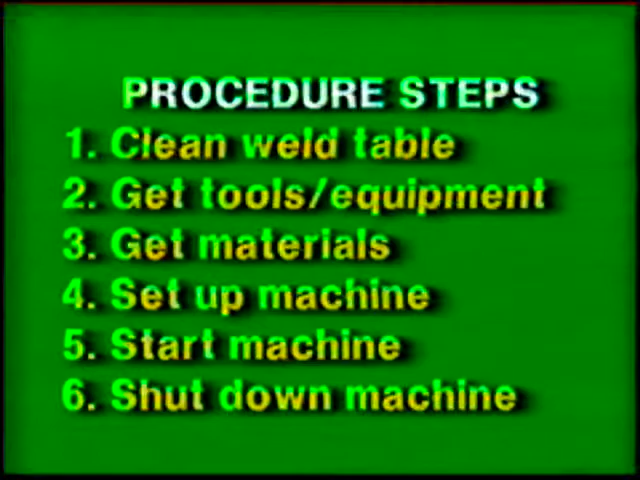 PROCEDURE STEPS
1. Clean weld table
2. Get tools/equipment
3. Get materials
4. Set up machine
5. Start machine
6. Shut down machine